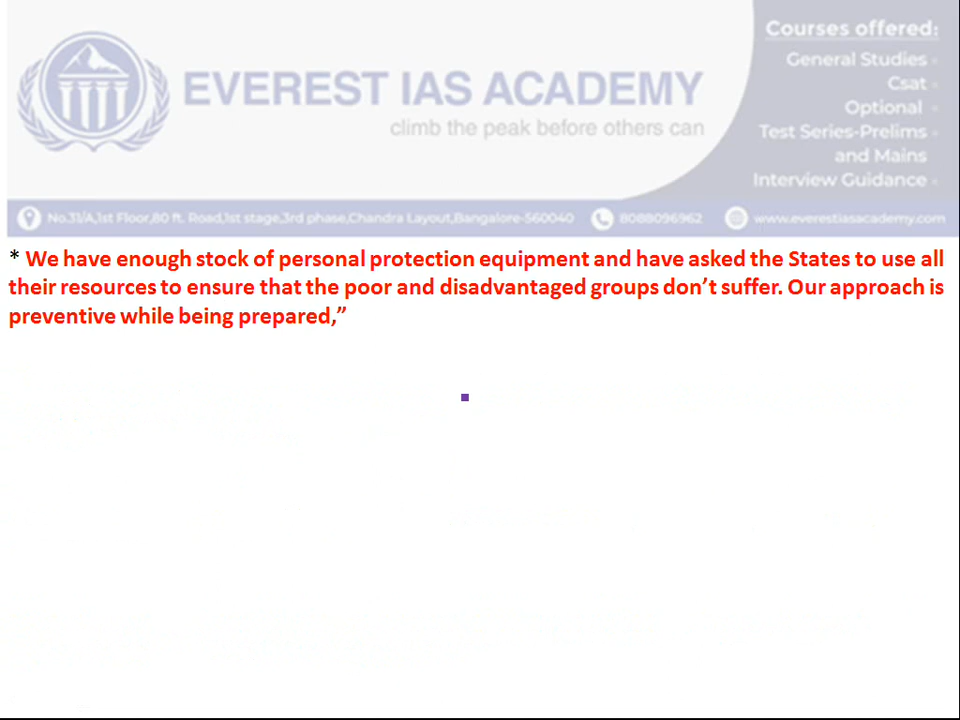 EVEREST IAS ACADEMY
climb the peak before others can
Courses offered:
General Studies
Csat
Optional
Test Series-Prelims
and Mains
Interview Guidance
No.31/A,1st Floor,80 ft. Road,1st stage,3rd phase,Chandra Layout,Bangalore-560040
8088096962
www.everestiasacademy.com
* We have enough stock of personal protection equipment and have asked the States to use all
their resources to ensure that the poor and disadvantaged groups don’t suffer. Our approach is
preventive while being prepared,”